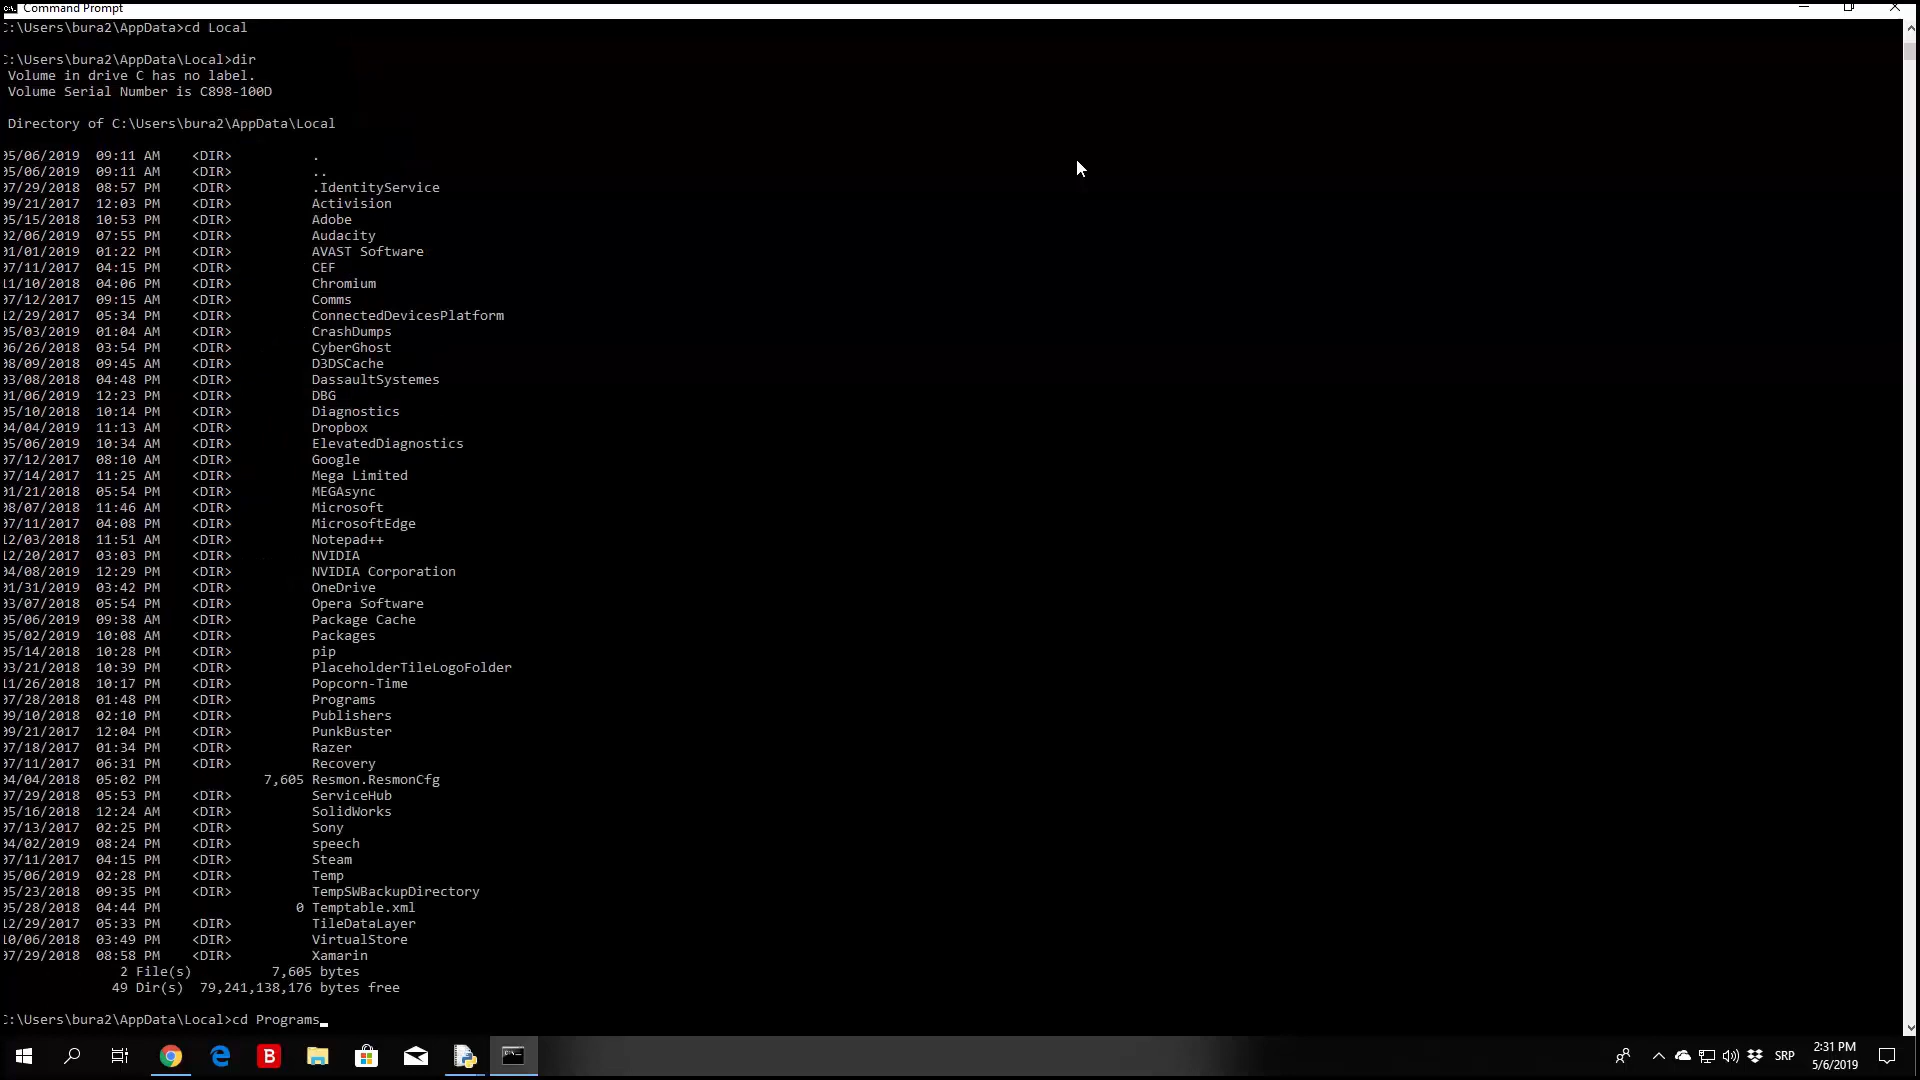 Command Prompt
C:\Users\bura2\AppData>cd Local
C:\Users\bura2\AppData\Local>dir
Volume in drive C has no label.
Volume Serial Number is C898-100D
Directory of C:\Users\bura2\AppData\Local
05/06/2019 09:11 AM <DIR> .
05/06/2019 09:11 AM <DIR> ..
07/29/2018 08:57 PM <DIR> .IdentityService
09/21/2017 12:03 PM <DIR> Activision
05/15/2018 10:53 PM <DIR> Adobe
02/06/2019 07:55 PM <DIR> Audacity
01/01/2019 01:22 PM <DIR> AVAST Software
07/11/2017 04:15 PM <DIR> CEF
11/10/2018 04:06 PM <DIR> Chromium
07/12/2017 09:15 AM <DIR> Comms
12/29/2017 05:34 PM <DIR> ConnectedDevicesPlatform
05/03/2019 01:04 AM <DIR> CrashDumps
06/26/2018 03:54 PM <DIR> CyberGhost
08/09/2018 09:45 AM <DIR> D3DSCache
03/08/2018 04:48 PM <DIR> DassaultSystemes
01/06/2019 12:23 PM <DIR> DBG
05/10/2018 10:14 PM <DIR> Diagnostics
04/04/2019 11:13 AM <DIR> Dropbox
05/06/2019 10:34 AM <DIR> ElevatedDiagnostics
07/12/2017 08:10 AM <DIR> Google
07/14/2017 11:25 AM <DIR> Mega Limited
01/21/2018 05:54 PM <DIR> MEGAsync
08/07/2018 11:46 AM <DIR> Microsoft
07/11/2017 04:08 PM <DIR> MicrosoftEdge
12/03/2018 11:51 AM <DIR> Notepad++
12/20/2017 03:03 PM <DIR> NVIDIA
04/08/2019 12:29 PM <DIR> NVIDIA Corporation
01/31/2019 03:42 PM <DIR> OneDrive
03/07/2018 05:54 PM <DIR> Opera Software
05/06/2019 09:38 AM <DIR> Package Cache
05/02/2019 10:08 AM <DIR> Packages
05/14/2018 10:28 PM <DIR> pip
03/21/2018 10:39 PM <DIR> PlaceholderTileLogoFolder
11/26/2018 10:17 PM <DIR> Popcorn-Time
07/28/2018 01:48 PM <DIR> Programs
09/10/2018 02:10 PM <DIR> Publishers
09/21/2017 12:04 PM <DIR> PunkBuster
07/18/2017 01:34 PM <DIR> Razer
07/11/2017 06:31 PM <DIR> Recovery
04/04/2018 05:02 PM 7,605 Resmon.ResmonCfg
07/29/2018 05:53 PM <DIR> ServiceHub
05/16/2018 12:24 AM <DIR> SolidWorks
07/13/2017 02:25 PM <DIR> Sony
04/02/2019 08:24 PM <DIR> speech
07/11/2017 04:15 PM <DIR> Steam
05/06/2019 02:28 PM <DIR> Temp
05/23/2018 09:35 PM <DIR> TempSWBackupDirectory
05/28/2018 04:44 PM 0 Temptable.xml
12/29/2017 05:33 PM <DIR> TileDataLayer
10/06/2018 03:49 PM <DIR> VirtualStore
07/29/2018 08:58 PM <DIR> Xamarin
2 File(s) 7,605 bytes
49 Dir(s) 79,241,138,176 bytes free
C:\Users\bura2\AppData\Local>cd Programs_
B
SRP
2:31 PM
5/6/2019